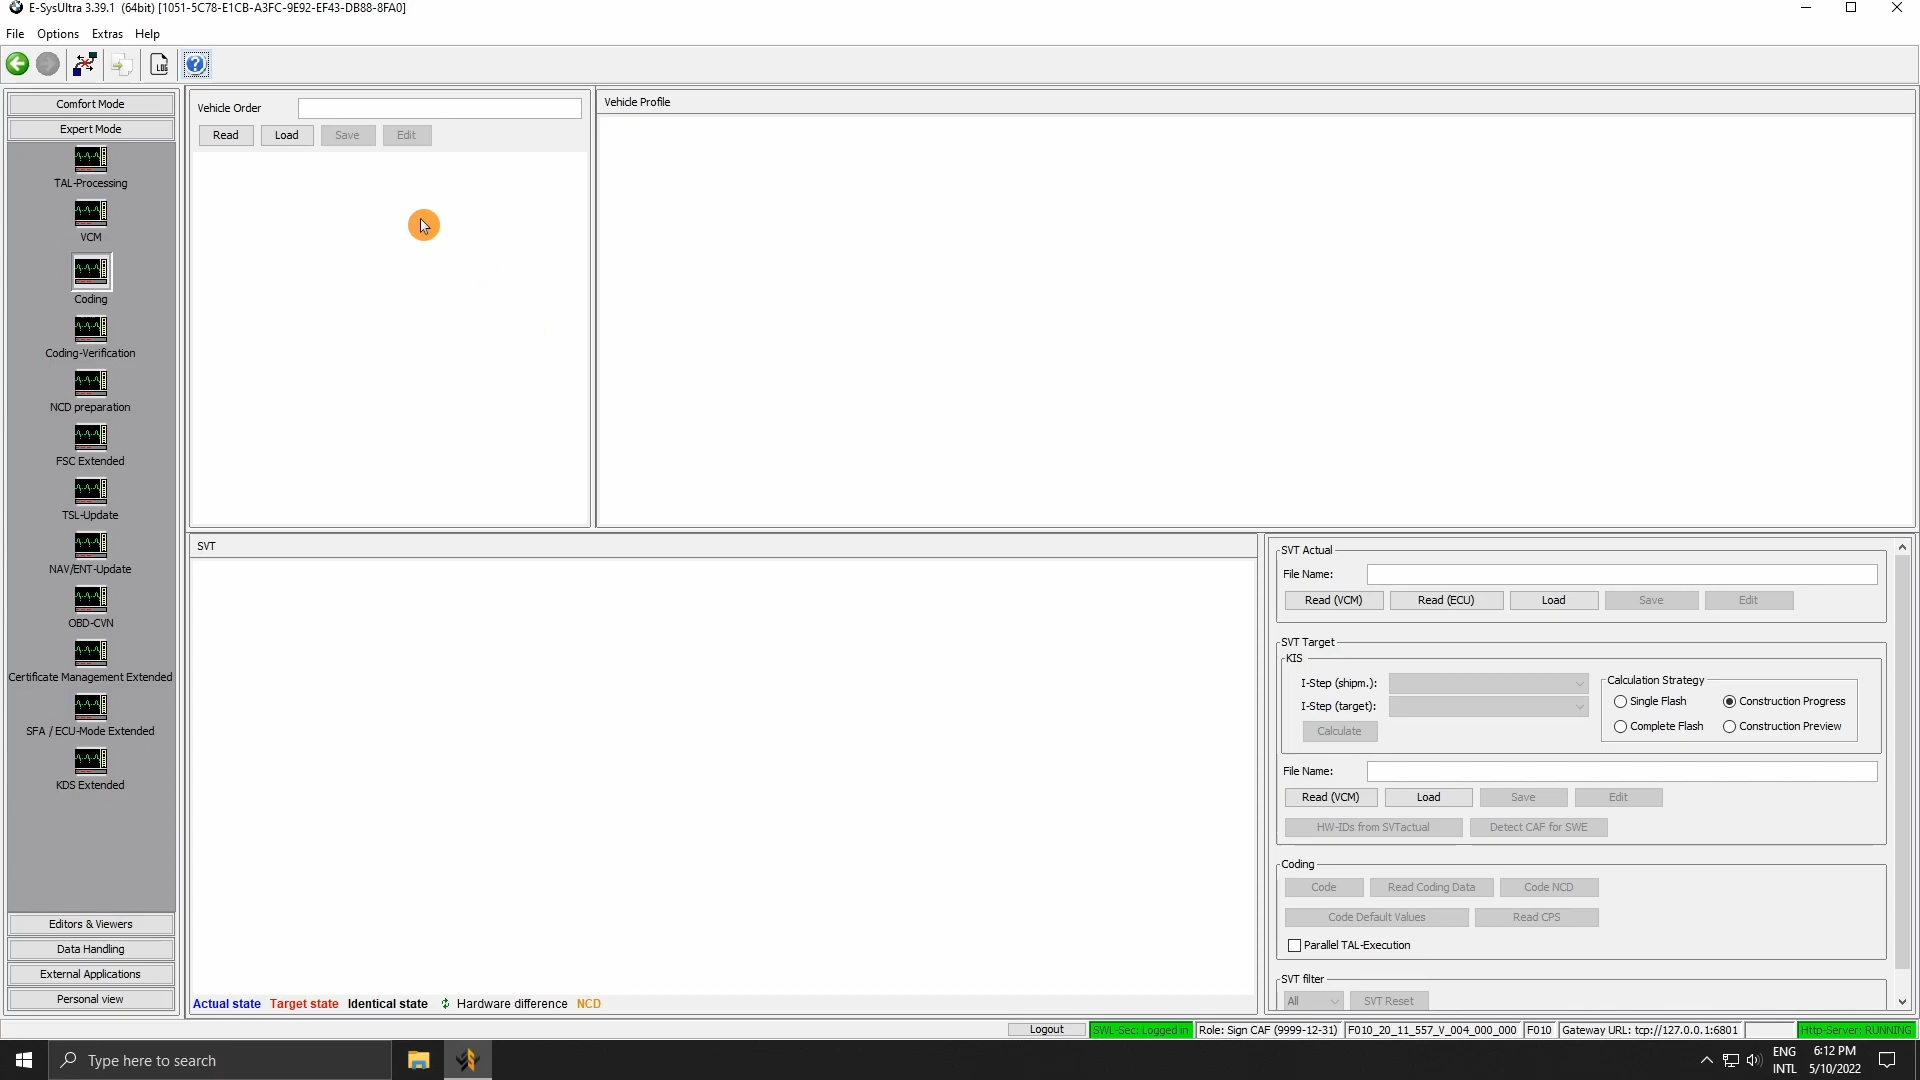 E-SysUltra 3.39.1 (64bit) [1051-5C78-E1CB-A3FC-9E92-EF43-DB88-8FA0]
File Options Extras Help
LOG
Comfort Mode
Expert Mode
TAL-Processing
VCM
Coding
Coding-Verification
NCD preparation
FSC Extended
TSL-Update
NAV/ENT-Update
OBD-CVN
Certificate Management Extended
SFA / ECU-Mode Extended
KDS Extended
Editors & Viewers
Data Handling
External Applications
Personal view
Vehicle Order
Read Load Save Edit
Vehicle Profile
SVT
Actual state Target state Identical state Hardware difference NCD
SVT Actual
File Name:
Read (VCM) Read (ECU) Load Save Edit
SVT Target
KIS
I-Step (shipm.):
I-Step (target):
Calculate
Calculation Strategy
Single Flash Construction Progress
Complete Flash Construction Preview
File Name:
Read (VCM) Load Save Edit
HW-IDs from SVTactual Detect CAF for SWE
Coding
Code Read Coding Data Code NCD
Code Default Values Read CPS
Parallel TAL-Execution
SVT filter
All SVT Reset
Logout SWL-Sec: Logged in Role: Sign CAF (9999-12-31) F010_20_11_557_V_004_000_000 F010 Gateway URL: tcp://127.0.0.1:6801 Http-Server: RUNNING
Type here to search
ENG
INTL
6:12 PM
5/10/2022